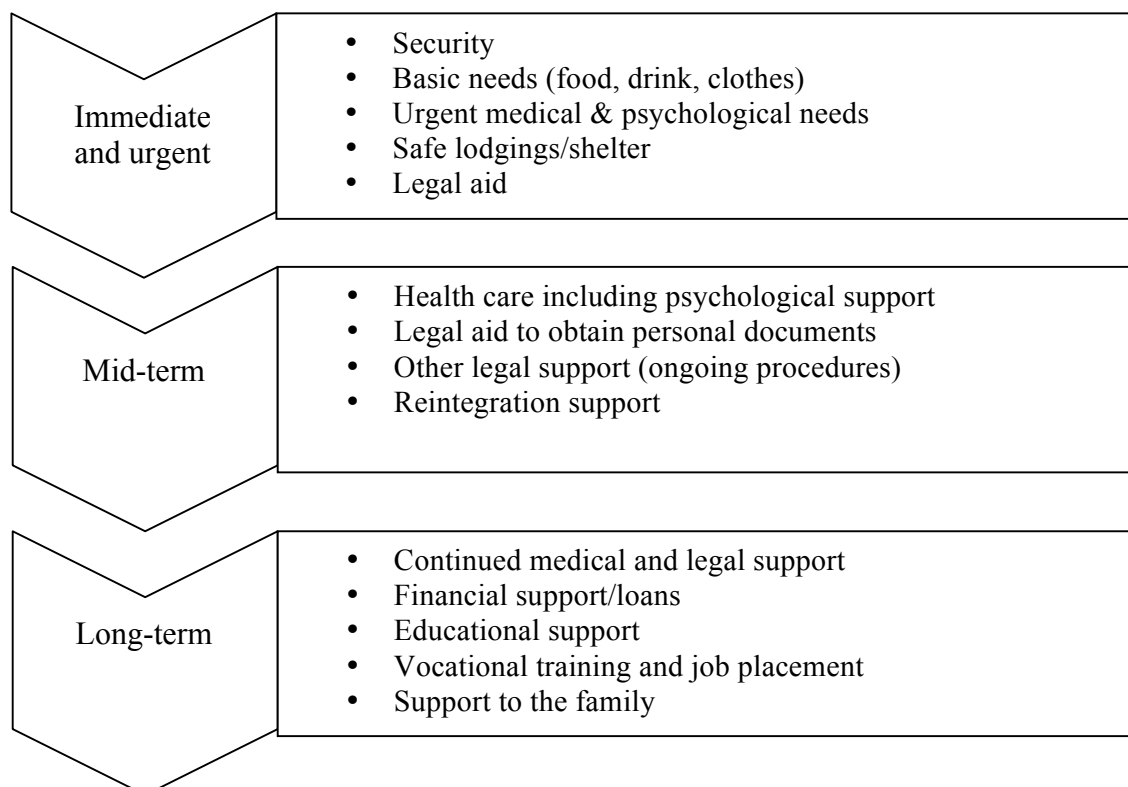 Immediate
and urgent
• Security
• Basic needs (food, drink, clothes)
• Urgent medical & psychological needs
• Safe lodgings/shelter
• Legal aid
Mid-term
• Health care including psychological support
• Legal aid to obtain personal documents
• Other legal support (ongoing procedures)
• Reintegration support
Long-term
• Continued medical and legal support
• Financial support/loans
• Educational support
• Vocational training and job placement
• Support to the family